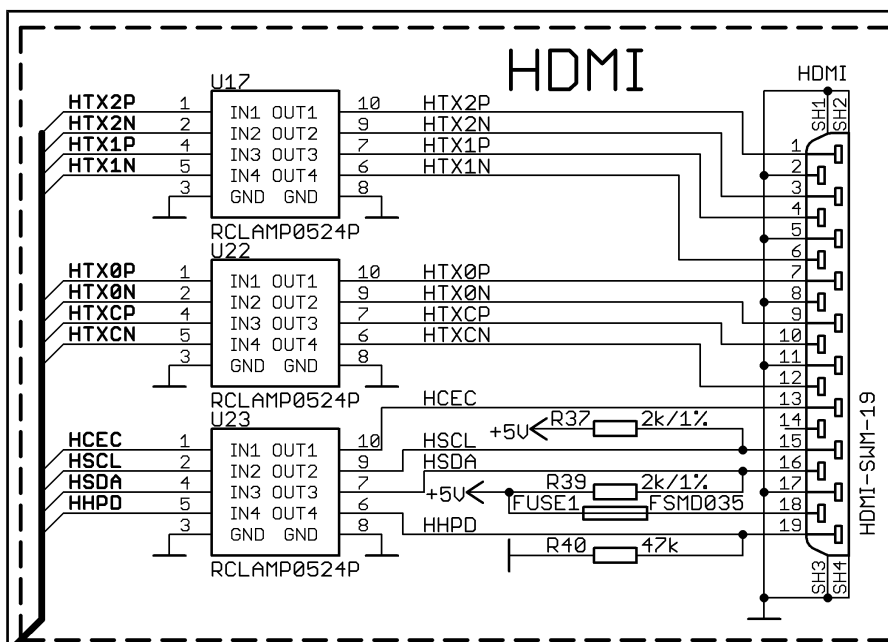 HDMI
U17
HTX2P 1 IN1 OUT1 10 HTX2P
HTX2N 2 IN2 OUT2 9 HTX2N
HTX1P 4 IN3 OUT3 7 HTX1P
HTX1N 5 IN4 OUT4 6 HTX1N
3 GND GND 8
RCLAMP0524P
U22
HTX0P 1 IN1 OUT1 10 HTX0P
HTX0N 2 IN2 OUT2 9 HTX0N
HTXCP 4 IN3 OUT3 7 HTXCP
HTXCN 5 IN4 OUT4 6 HTXCN
3 GND GND 8
RCLAMP0524P
U23
HCEC 1 IN1 OUT1 10 HCEC
HSCL 2 IN2 OUT2 9 HSCL
HSDA 4 IN3 OUT3 7 HSDA
HHPD 5 IN4 OUT4 6 HHPD
3 GND GND 8
RCLAMP0524P
+5V R37 2k/1%
+5V R39 2k/1%
FUSE1 FSMD035
R40 47k
HDMI
SH1
SH2
1
2
3
4
5
6
7
8
9
10
11
12
13
14
15
16
17
18
19
SH3
SH4
HDMI-SWM-19